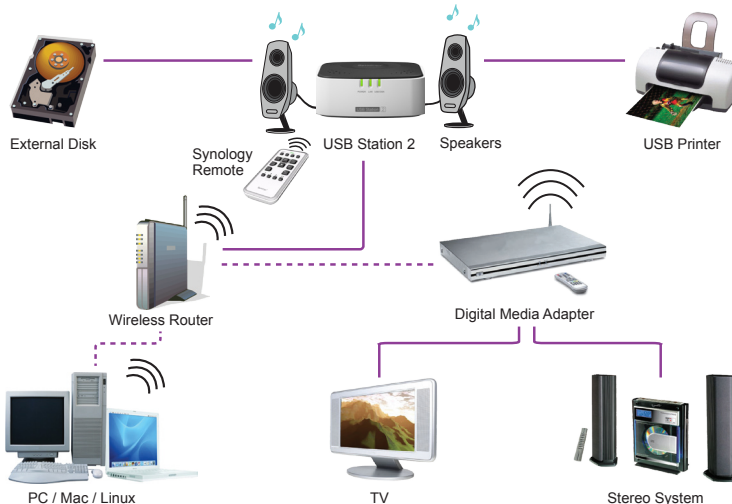 External Disk
USB Station 2
Speakers
USB Printer
Synology
Remote
Wireless Router
Digital Media Adapter
PC / Mac / Linux
TV
Stereo System